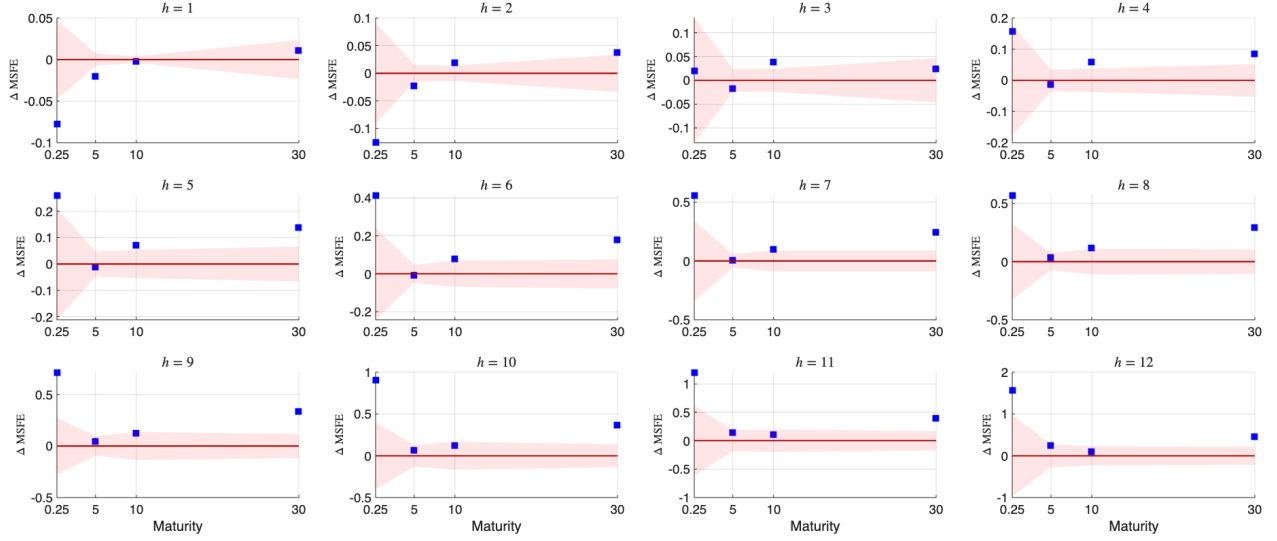 h = 1
h = 2
h = 3
h = 4
0.05
0
-0.05
-0.1
Δ MSFE
0.25 5 10 30
0.1
0.05
0
-0.05
-0.1
Δ MSFE
0.25 5 10 30
0.1
0.05
0
-0.05
-0.1
Δ MSFE
0.25 5 10 30
0.2
0.1
0
-0.1
-0.2
Δ MSFE
0.25 5 10 30
h = 5
h = 6
h = 7
h = 8
0.2
0.1
0
-0.1
-0.2
Δ MSFE
0.25 5 10 30
0.4
0.2
0
-0.2
Δ MSFE
0.25 5 10 30
0.5
0
-0.5
Δ MSFE
0.25 5 10 30
0.5
0
-0.5
Δ MSFE
0.25 5 10 30
h = 9
h = 10
h = 11
h = 12
0.5
0
-0.5
Δ MSFE
0.25 5 10 30
Maturity
1
0.5
0
-0.5
Δ MSFE
0.25 5 10 30
Maturity
1
0.5
0
-0.5
-1
Δ MSFE
0.25 5 10 30
Maturity
2
1
0
-1
Δ MSFE
0.25 5 10 30
Maturity